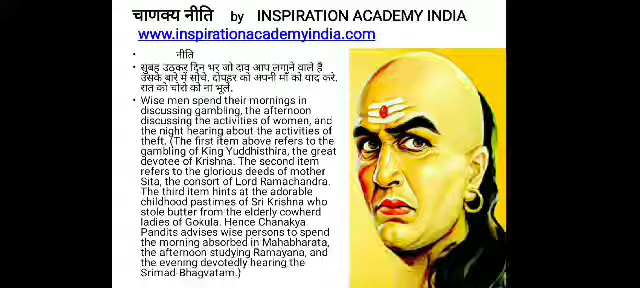 चाणक्य नीति by INSPIRATION ACADEMY INDIA
www.inspirationacademyindia.com
• नीति
• सुबह उठकर दिन भर जो दाव आप लगाने वाले है
उसके बारे में सोचे. दोपहर को अपनी माँ को याद करे.
रात को चोरो को ना भूले.
• Wise men spend their mornings in
discussing gambling, the afternoon
discussing the activities of women, and
the night hearing about the activities of
theft. (The first item above refers to the
gambling of King Yuddhisthira, the great
devotee of Krishna. The second item
refers to the glorious deeds of mother
Sita, the consort of Lord Ramachandra.
The third item hints at the adorable
childhood pastimes of Sri Krishna who
stole butter from the elderly cowherd
ladies of Gokula. Hence Chanakya
Pandits advises wise persons to spend
the morning absorbed in Mahabharata,
the afternoon studying Ramayana, and
the evening devotedly hearing the
Srimad-Bhagvatam.)